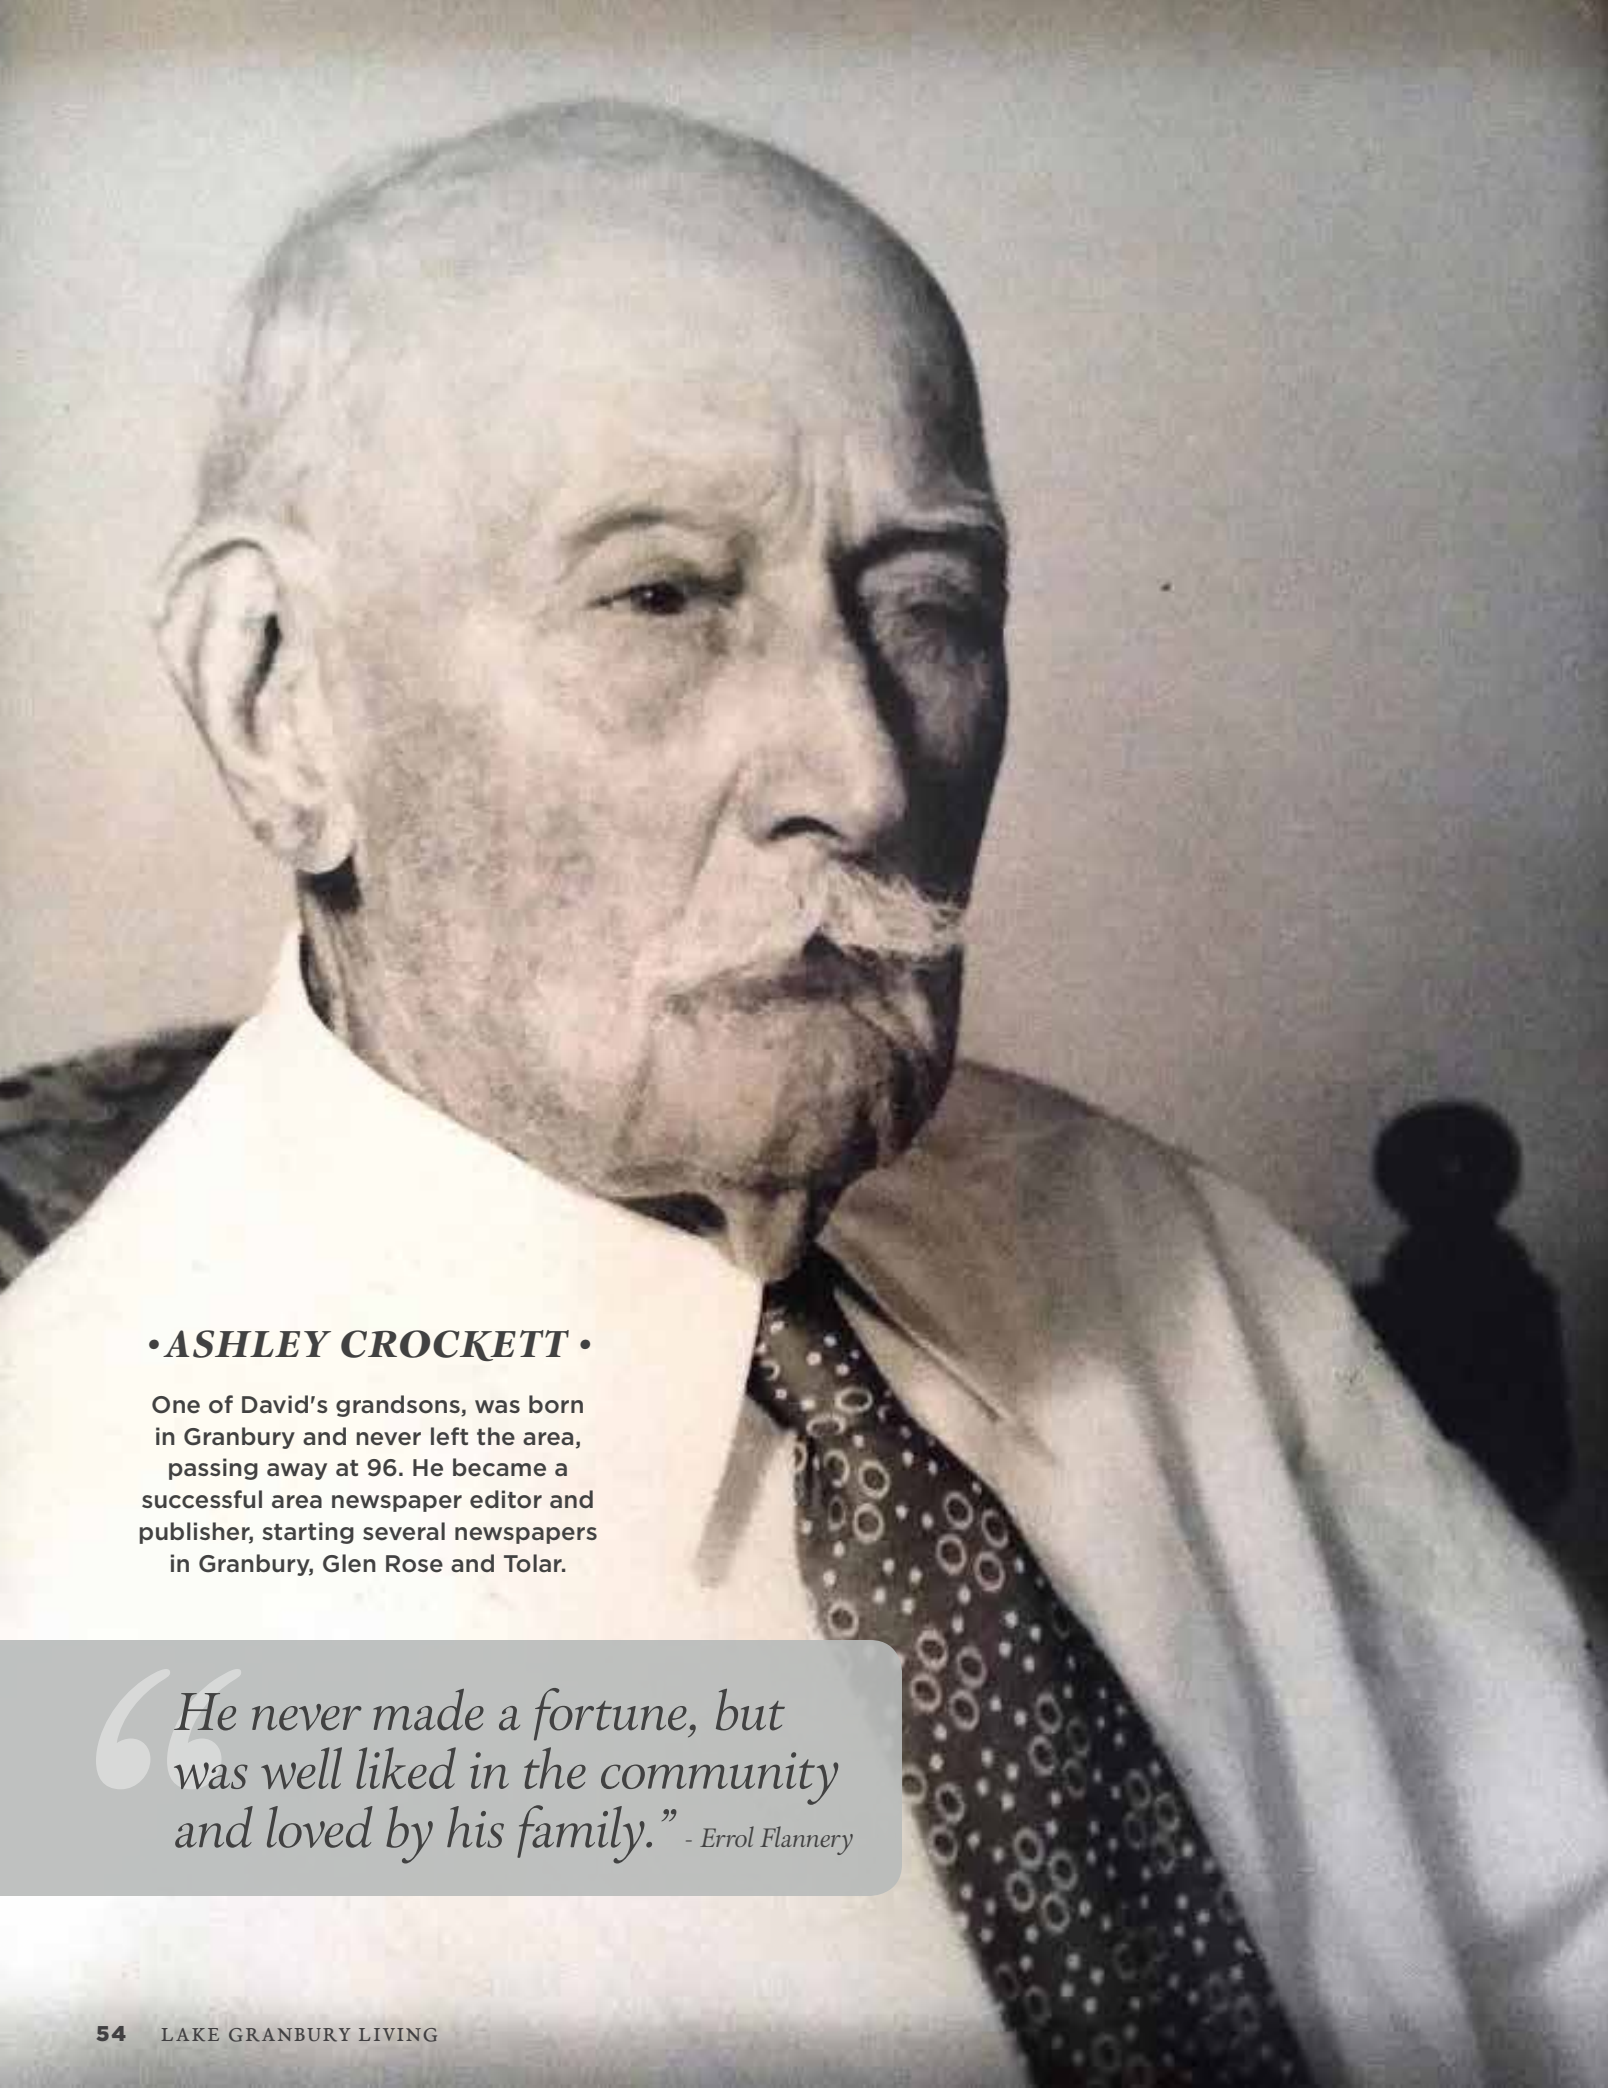 • ASHLEY CROCKETT •
One of David's grandsons, was born
in Granbury and never left the area,
passing away at 96. He became a
successful area newspaper editor and
publisher, starting several newspapers
in Granbury, Glen Rose and Tolar.
“He never made a fortune, but
was well liked in the community
and loved by his family.” - Errol Flannery
54 LAKE GRANBURY LIVING